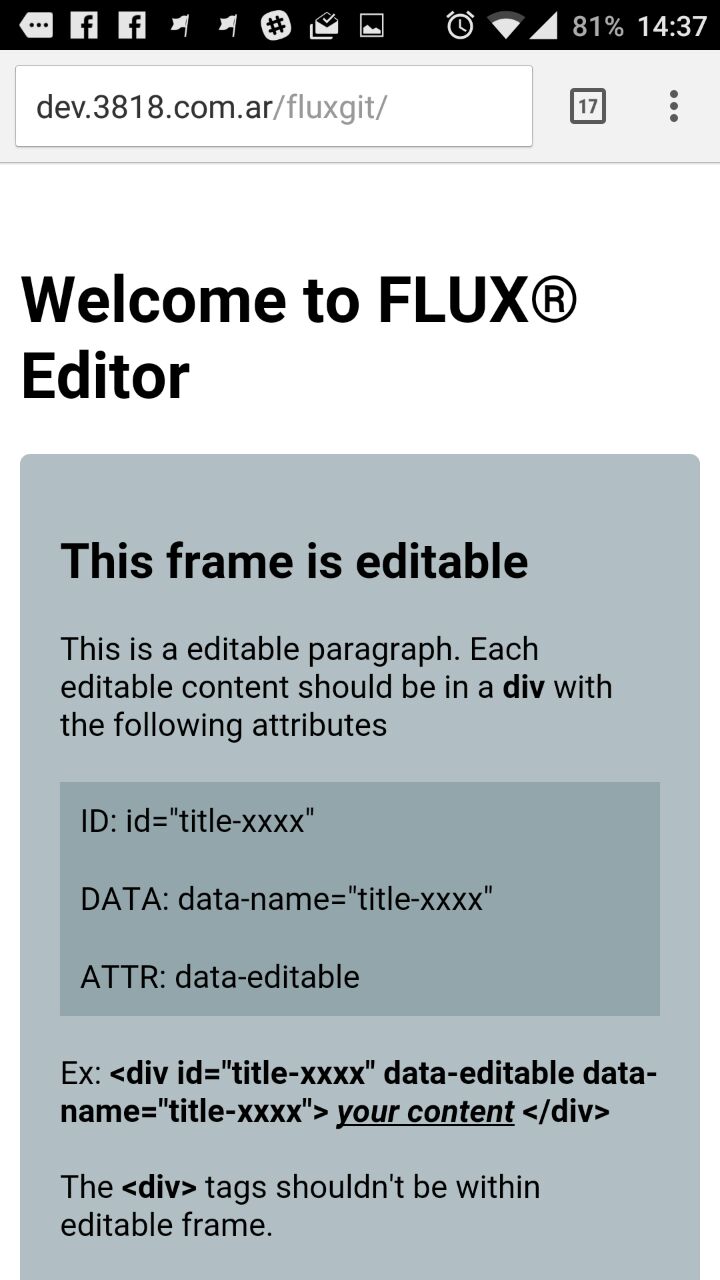 81% 14:37
dev.3818.com.ar/fluxgit/
17
Welcome to FLUX®
Editor
This frame is editable
This is a editable paragraph. Each
editable content should be in a div with
the following attributes
ID: id="title-xxxx"
DATA: data-name="title-xxxx"
ATTR: data-editable
Ex: <div id="title-xxxx" data-editable data-
name="title-xxxx"> your content </div>
The <div> tags shouldn't be within
editable frame.